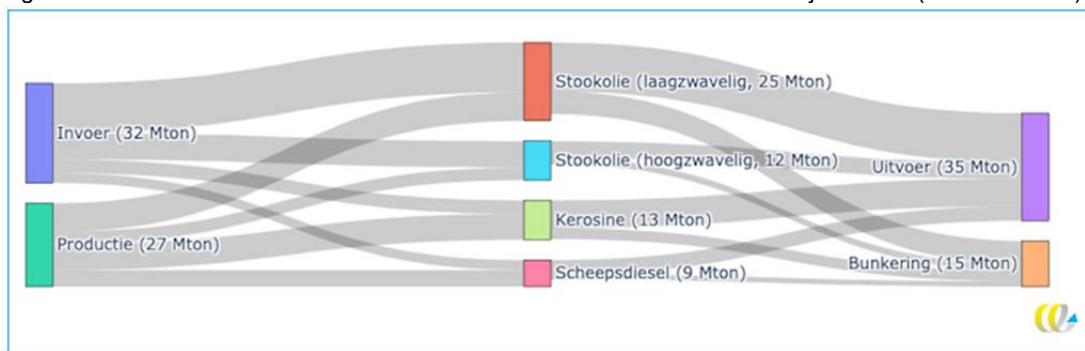 Stookolie (laagzwavelig, 25 Mton)
Invoer (32 Mton)
Stookolie (hoogzwavelig, 12 Mton)
Uitvoer (35 Mton)
Kerosine (13 Mton)
Productie (27 Mton)
Bunkering (15 Mton)
Scheepsdiesel (9 Mton)